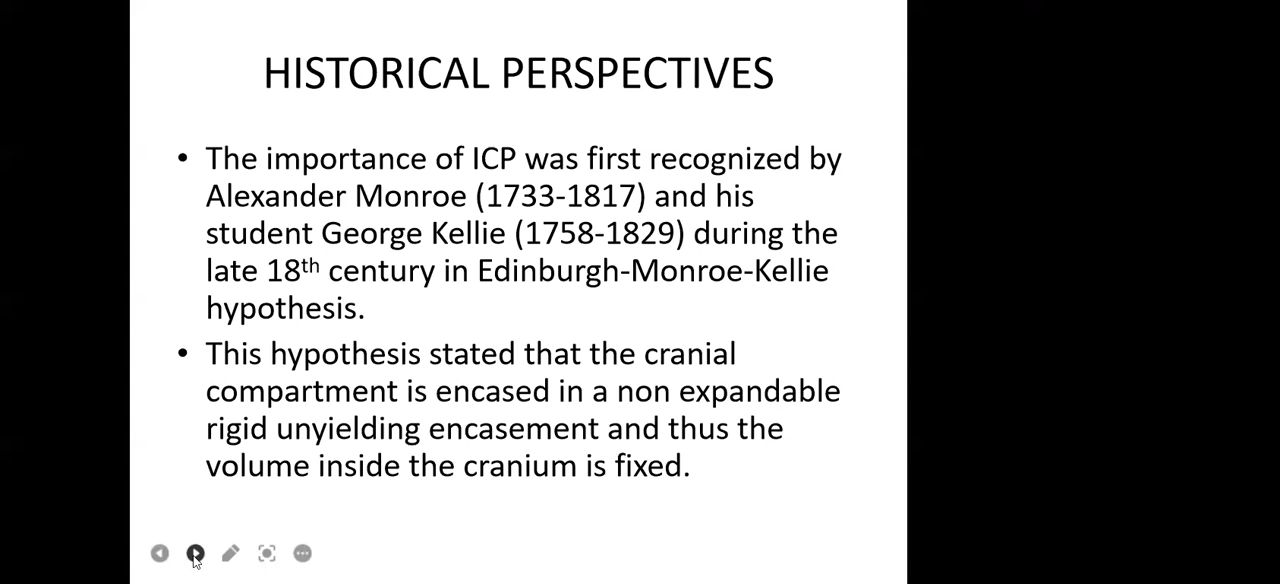 HISTORICAL PERSPECTIVES
• The importance of ICP was first recognized by
Alexander Monroe (1733-1817) and his
student George Kellie (1758-1829) during the
late 18th century in Edinburgh-Monroe-Kellie
hypothesis.
• This hypothesis stated that the cranial
compartment is encased in a non expandable
rigid unyielding encasement and thus the
volume inside the cranium is fixed.